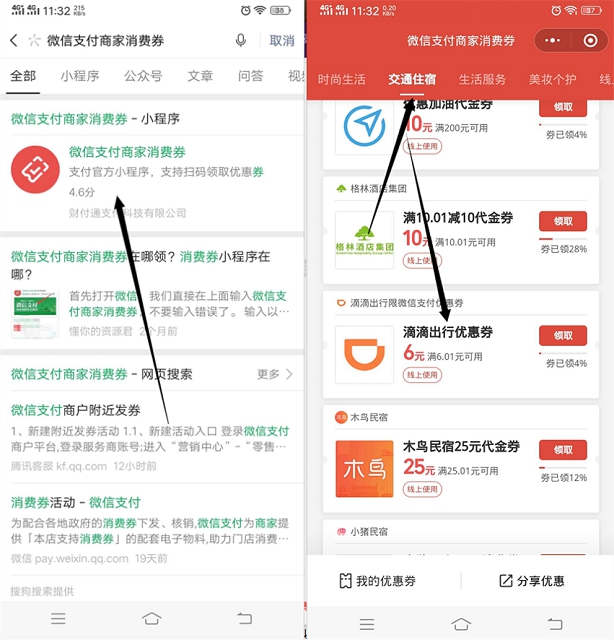 11:32
215
B/S
38
微信支付商家消费券
取消
全部
小程序
公众号
文章
问答
视
微信支付商家消费券 - 小程序
微信支付商家消费券
支付官方小程序，支持扫码领取优惠券
4.6分
财付通支付科技有限公司
微信支付商家消费券在哪领？消费券小程序在
哪?
首先打开微信，我们直接在上面输入微信支
付商家消费券，不要输入错误了。输入以…
懂你的资源君 2个月前
微信支付商家消费券 - 网页搜索
更多
微信支付商户附近发券
1、新建附近发券活动 1.1、新建活动入口 登录微信支付
商户平台,登录服务商账号;进入“营销中心” - “零售…
腾讯客服 kf.qq.com 12小时前
消费券活动 - 微信支付
为配合各地政府的消费券下发、核销,微信支付为商家提
供「本店支持消费券」的配套电子物料,助力门店消费…
微信 pay.weixin.qq.com 19天前
搜狗搜索提供
11:32
0.20
K/S
37
微信支付商家消费券
时尚生活
交通住宿
生活服务
美妆个护
线
优惠加油代金券
10元 满200元可用
线上使用
领取
券已领4%
格林酒店集团
格林酒店集团
满10.01减10代金券
10元 满10.01元可用
线上使用
领取
券已领28%
滴滴出行限微信支付优惠券
滴滴出行优惠券
6元 满6.01元可用
线上使用
领取
券已领4%
木鸟民宿
木鸟
木鸟民宿25元代金券
25元 满25.01元可用
线上使用
领取
券已领12%
小猪民宿
我的优惠券
分享优惠